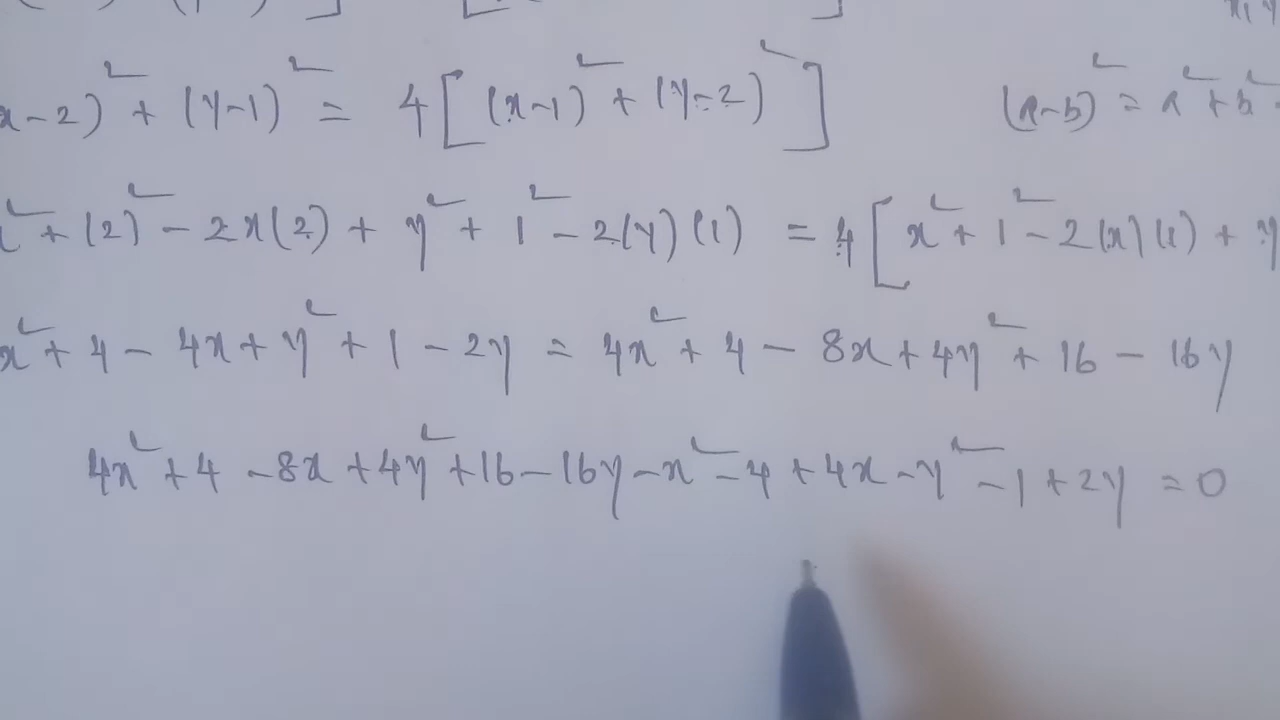 x-2)² + (y-1)² = 4[(x-1)² + (y-2)²]
(a-b)² = a² + b²
² + (2)² - 2x(2) + y² + 1² - 2(y)(1) = 4[x² + 1² - 2(x)(1) + y
x² + 4 - 4x + y² + 1 - 2y = 4x² + 4 - 8x + 4y² + 16 - 16y
4x² + 4 - 8x + 4y² + 16 - 16y - x² - 4 + 4x - y² - 1 + 2y = 0